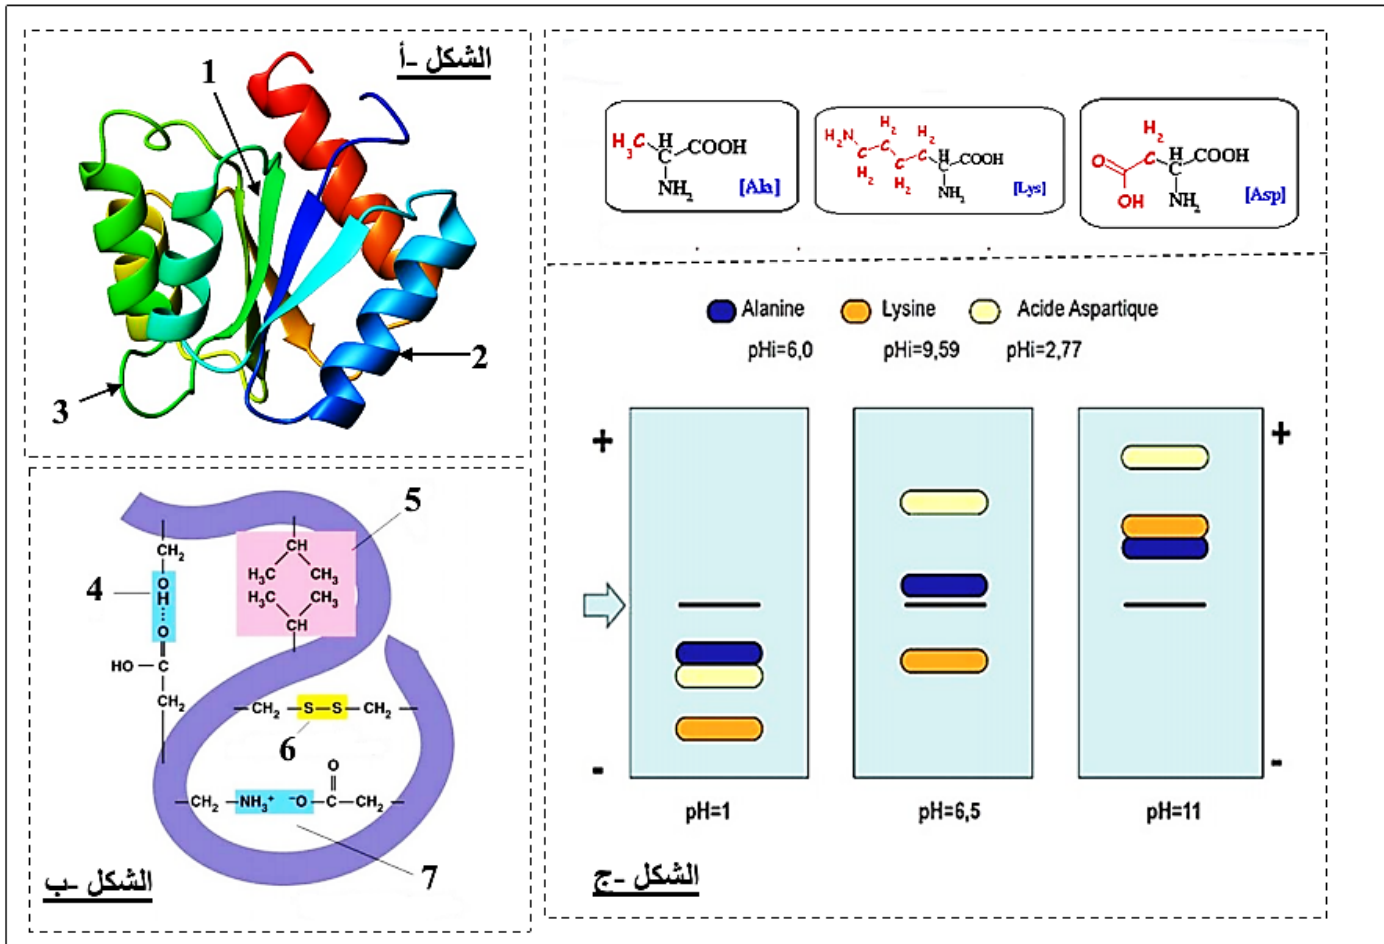 الشكل -أ
1
2
3
H₃C
H
C
COOH
NH₂
[Ala]
H₂N
H₂
H₂
H₂
C
C
C
C
H₂
H₂
H
C
COOH
NH₂
[Lys]
H₂
O
C
C
OH
H
C
COOH
NH₂
[Asp]
Alanine
Lysine
Acide Aspartique
pHi=6,0
pHi=9,59
pHi=2,77
+
+
-
-
pH=1
pH=6,5
pH=11
الشكل -ج
5
CH₂
CH
H₃C
CH₃
H₃C
CH₃
CH
4
O
H
O
HO
C
CH₂
CH₂
S
S
CH₂
6
O
CH₂
NH₃⁺
⁻O
C
CH₂
7
الشكل -ب